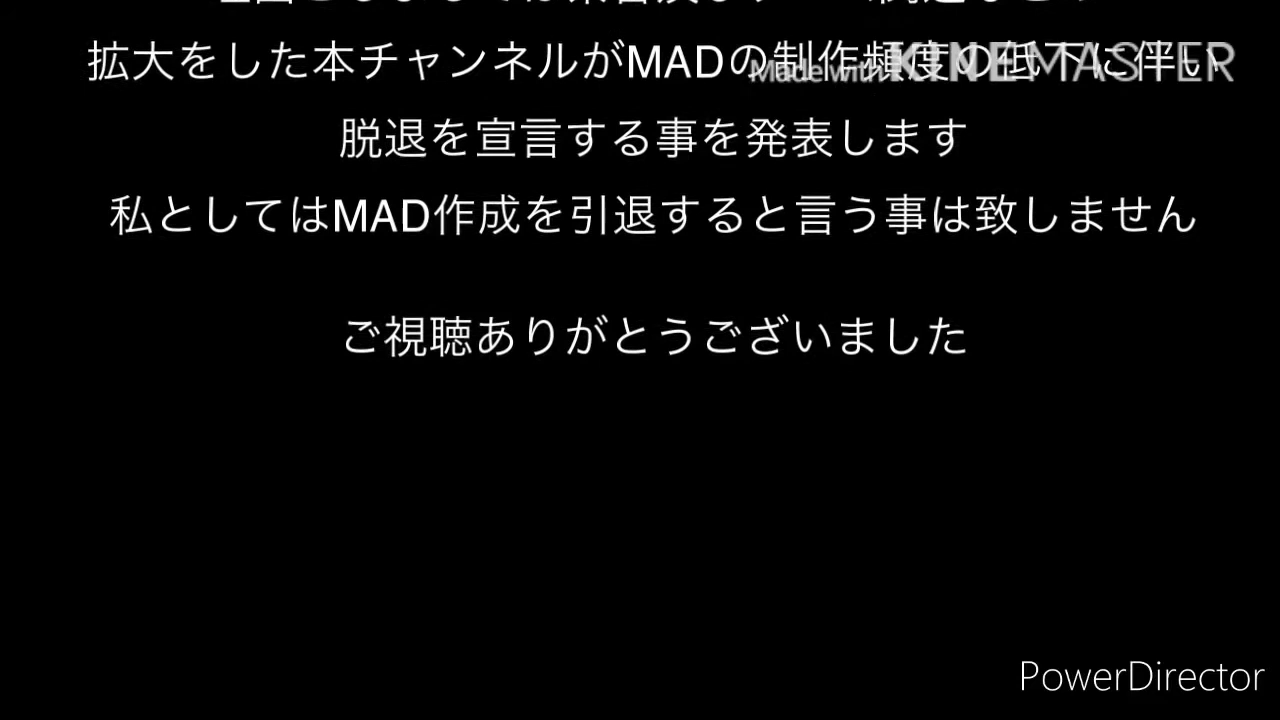 拡大をした本チャンネルがMADの制作頻度の低下に伴い
Made with KINEMASTER
脱退を宣言する事を発表します
私としてはMAD作成を引退すると言う事は致しません
ご視聴ありがとうございました
PowerDirector